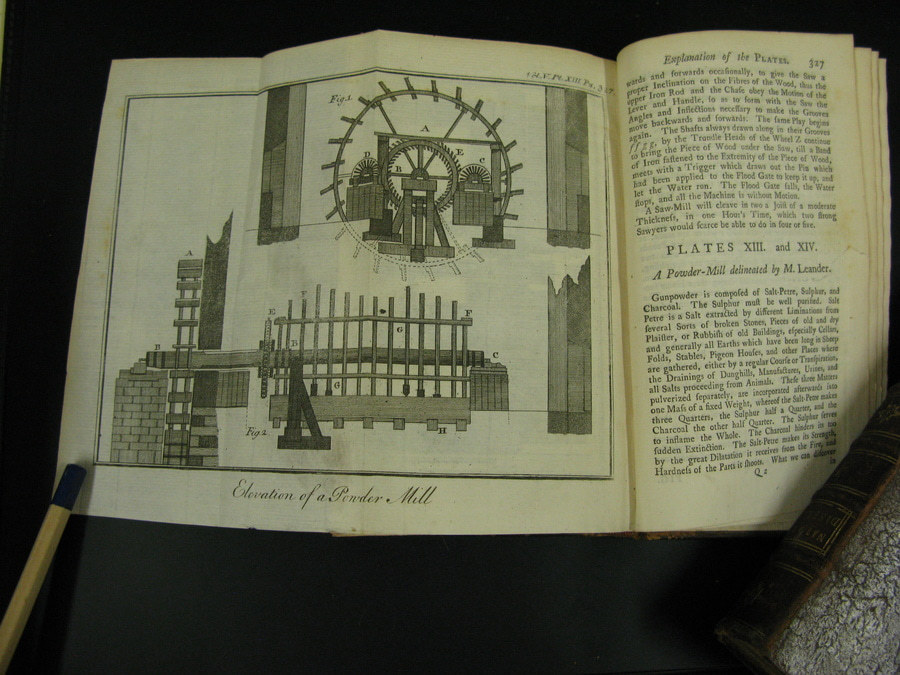 Vol. V. Pl. XIII. Pa. 327.
Fig. 1.
A
D
E
C
B
A
F
E
F
G
B
B
C
G
Fig. 2
H
Elevation of a Powder Mill
Explanation of the PLATES. 327
wards and forwards occasionally, to give the Saw a
proper Inclination on the Fibres of the Wood, thus the
upper Iron Rod and the Chase obey the Motion of the
Lever and Handle, so as to form with the Saw the
Angles and Inflections necessary to make the Grooves
move backwards and forwards. The same Play begins
again. The Shafts always drawn along in their Grooves
by the Trundle Heads of the Wheel Z continue
to bring the Piece of Wood under the Saw, till a Band
of Iron fastened to the Extremity of the Piece of Wood,
meets with a Trigger which draws out the Pin which
had been applied to the Flood Gate to keep it up, and
let the Water run. The Flood Gate falls, the Water
stops, and all the Machine is without Motion.
A Saw-Mill will cleave in two a Joist of a moderate
Thickness, in one Hour's Time, which two strong
Sawyers would scarce be able to do in four or five.
PLATES XIII. and XIV.
A Powder-Mill delineated by M. Leander.
Gunpowder is composed of Salt-Petre, Sulphur, and
Charcoal. The Sulphur must be well purified. Salt
Petre is a Salt extracted by different Liminations from
several Sorts of broken Stones, Pieces of old and dry
Plaister, or Rubbish of old Buildings, especially Cellars,
and generally all Earths which have been long in Sheep
Folds, Stables, Pigeon Houses, and other Places where
are gathered, either by a regular Course or Transpiration,
the Drainings of Dunghills, Manufactures, Urines, and
all Salts proceeding from Animals. These three Matters
pulverized separately, are incorporated afterwards into
one Mass of a fixed Weight, whereof the Salt-Petre makes
three Quarters, the Sulphur half a Quarter, and the
Charcoal the other half Quarter. The Sulphur serves
to inflame the Whole. The Charcoal hinders its too
sudden Extinction. The Salt-Petre makes its Strength,
by the great Dilatation it receives from the Fire, and
Hardness of the Parts it shoots. What we can discover
Q 2 in